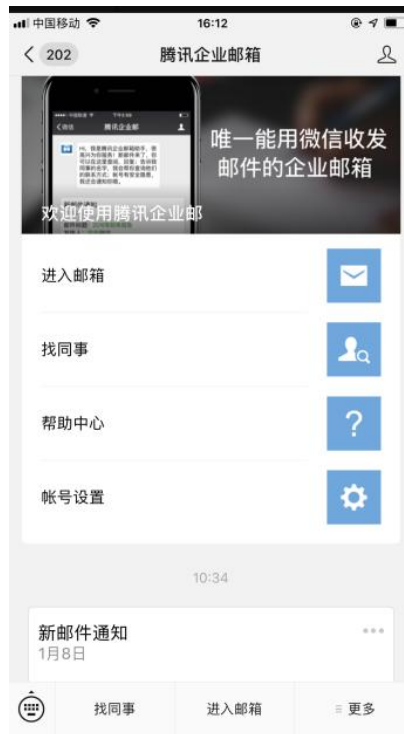 中国移动
16:12
202
腾讯企业邮箱
唯一能用微信收发
邮件的企业邮箱
欢迎使用腾讯企业邮
进入邮箱
找同事
帮助中心
?
帐号设置
10:34
新邮件通知
1月8日
找同事
进入邮箱
更多